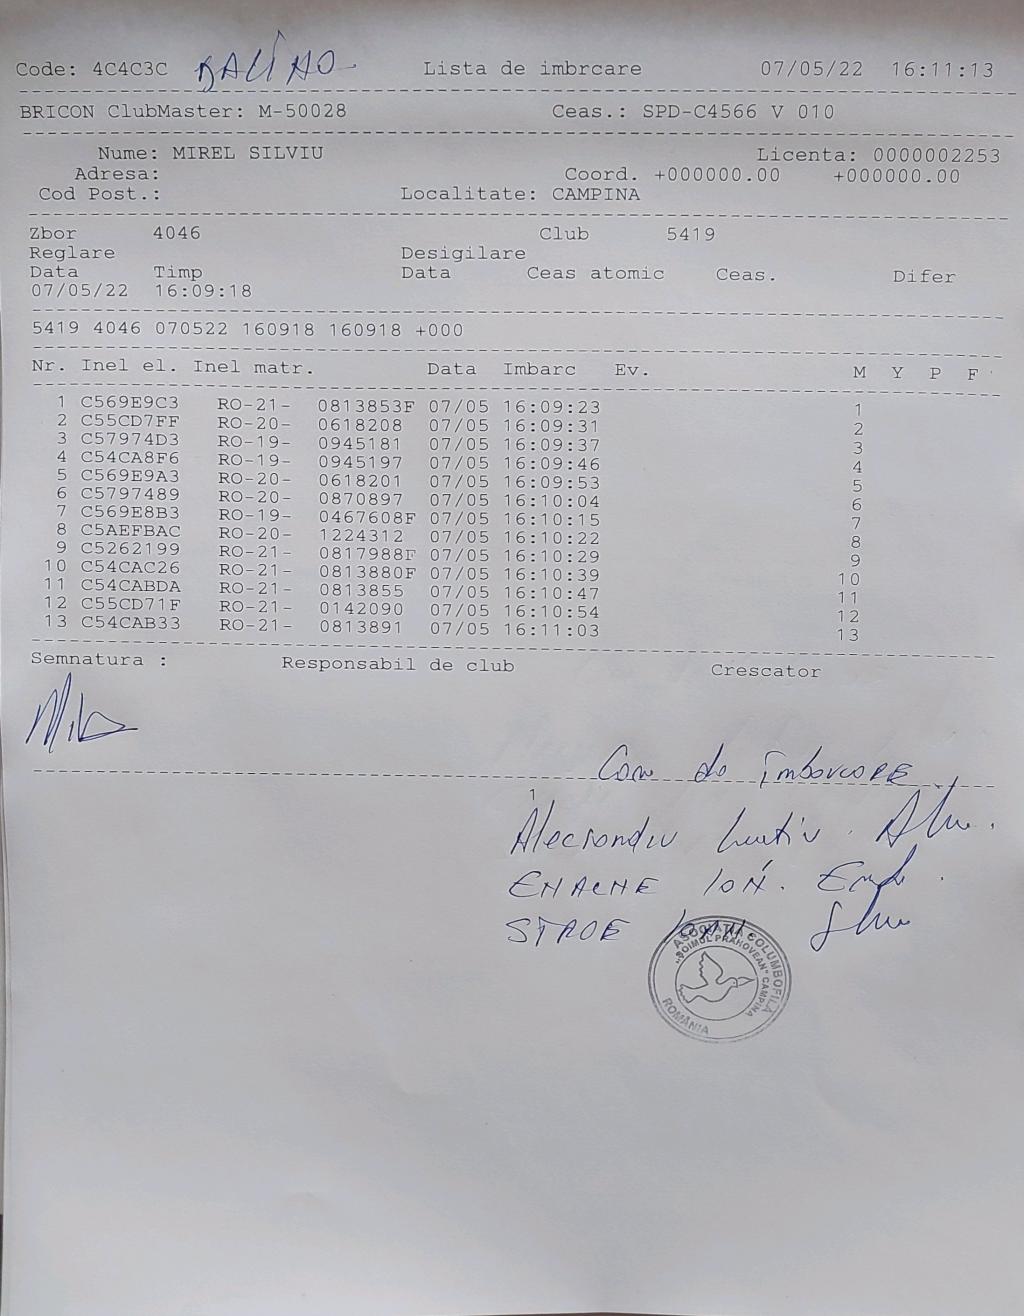 Code: 4C4C3C Lista de imbrcare 07/05/22 16:11:13
BRICON ClubMaster: M-50028 Ceas.: SPD-C4566 V 010
Nume: MIREL SILVIU Licenta: 0000002253
Adresa: Coord. +000000.00 +000000.00
Cod Post.: Localitate: CAMPINA
Zbor 4046 Club 5419
Reglare Desigilare
Data Timp Data Ceas atomic Ceas. Difer
07/05/22 16:09:18
5419 4046 070522 160918 160918 +000
Nr. Inel el. Inel matr. Data Imbarc Ev. M Y P F
1 C569E9C3 RO-21- 0813853F 07/05 16:09:23 1
2 C55CD7FF RO-20- 0618208 07/05 16:09:31 2
3 C57974D3 RO-19- 0945181 07/05 16:09:37 3
4 C54CA8F6 RO-19- 0945197 07/05 16:09:46 4
5 C569E9A3 RO-20- 0618201 07/05 16:09:53 5
6 C5797489 RO-20- 0870897 07/05 16:10:04 6
7 C569E8B3 RO-19- 0467608F 07/05 16:10:15 7
8 C5AEFBAC RO-20- 1224312 07/05 16:10:22 8
9 C5262199 RO-21- 0817988F 07/05 16:10:29 9
10 C54CAC26 RO-21- 0813880F 07/05 16:10:39 10
11 C54CABDA RO-21- 0813855 07/05 16:10:47 11
12 C55CD71F RO-21- 0142090 07/05 16:10:54 12
13 C54CAB33 RO-21- 0813891 07/05 16:11:03 13
Semnatura : Responsabil de club Crescator
Com de îmborcore
1
ENACHE ION.
STROE
ASOCIAȚIA COLUMBOFILĂ
"ȘOIMUL PRAHOVEAN" CAMPINA
ROMÂNIA